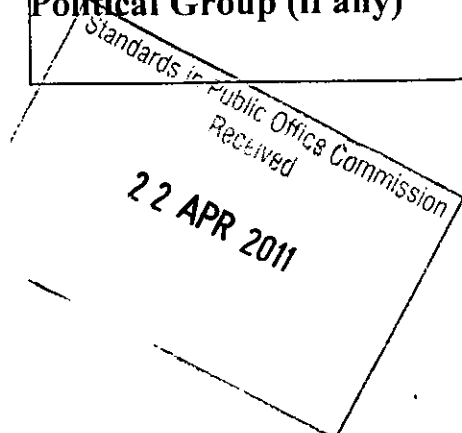 Political Group (if any)
Standards in Public Office Commission
Received
22 APR 2011